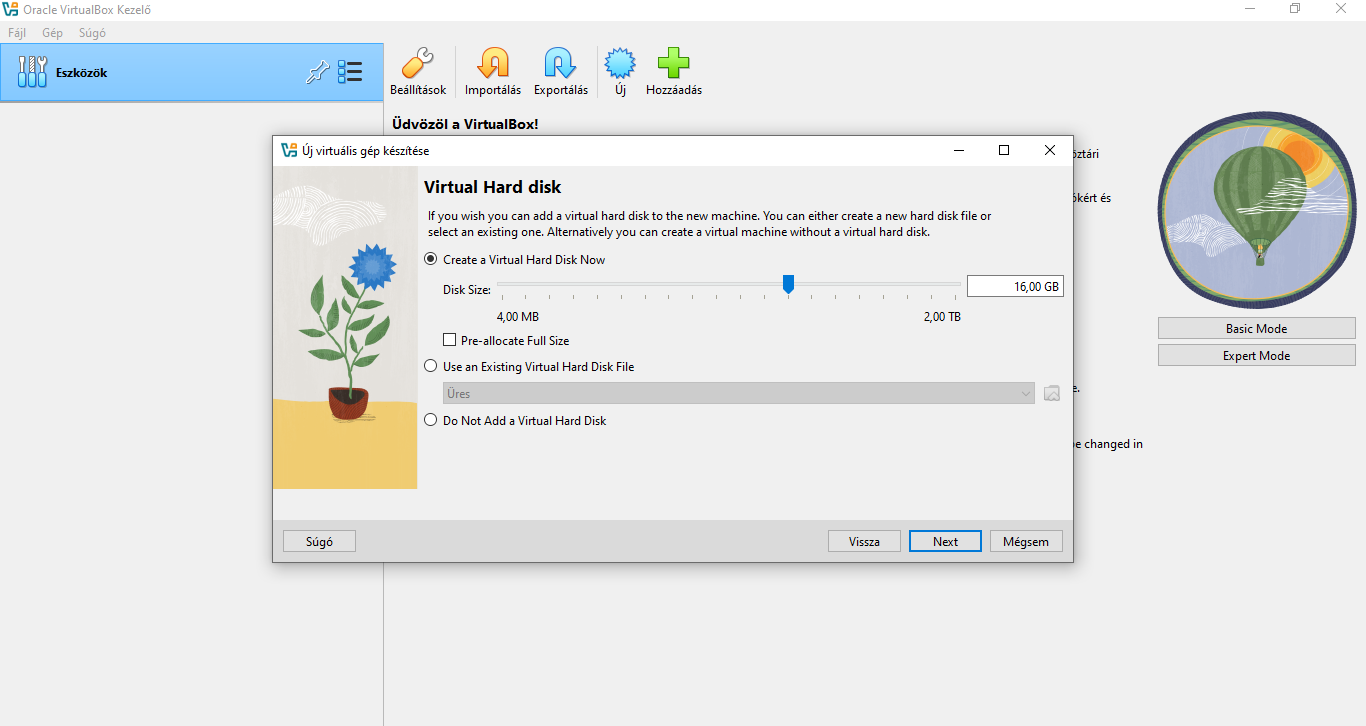 Oracle VirtualBox Kezelő
Fájl Gép Súgó
Eszközök
Beállítások Importálás Exportálás Új Hozzáadás
Üdvözöl a VirtualBox!
Új virtuális gép készítése
Virtual Hard disk
If you wish you can add a virtual hard disk to the new machine. You can either create a new hard disk file or
select an existing one. Alternatively you can create a virtual machine without a virtual hard disk.
Create a Virtual Hard Disk Now
Disk Size: 16,00 GB
4,00 MB 2,00 TB
Pre-allocate Full Size
Use an Existing Virtual Hard Disk File
Üres
Do Not Add a Virtual Hard Disk
Súgó Vissza Next Mégsem
és
Basic Mode
Expert Mode
changed in